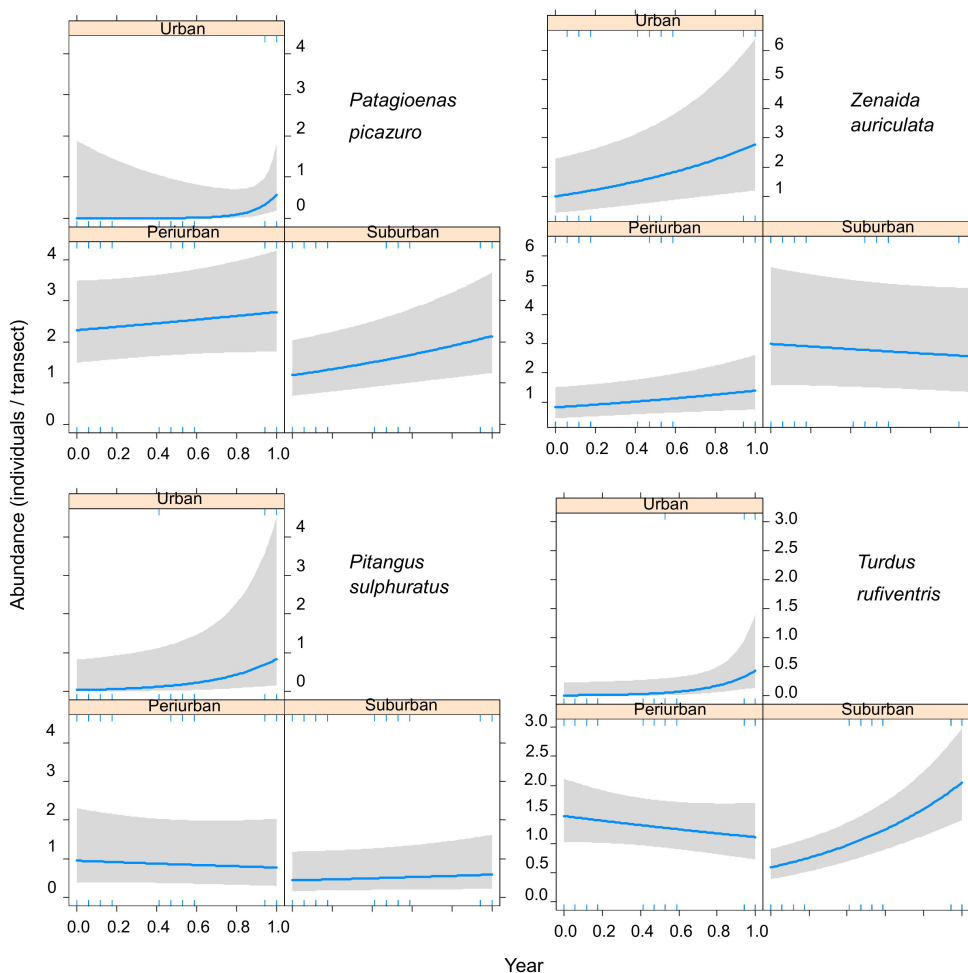 Urban
4
3
2
1
0
Patagioenas
picazuro
Periurban
Suburban
4
3
2
1
0
0.0 0.2 0.4 0.6 0.8 1.0
Urban
6
5
4
3
2
1
Zenaida
auriculata
Periurban
Suburban
6
5
4
3
2
1
0.0 0.2 0.4 0.6 0.8 1.0
Abundance (individuals / transect)
Urban
4
3
2
1
0
Pitangus
sulphuratus
Periurban
Suburban
4
3
2
1
0
0.0 0.2 0.4 0.6 0.8 1.0
Urban
3.0
2.5
2.0
1.5
1.0
0.5
0.0
Turdus
rufiventris
Periurban
Suburban
3.0
2.5
2.0
1.5
1.0
0.5
0.0
0.0 0.2 0.4 0.6 0.8 1.0
Year